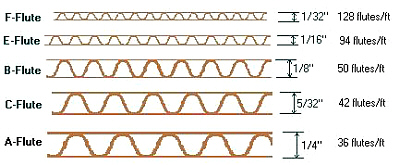 F-Flute 1/32" 128 flutes/ft
E-Flute 1/16" 94 flutes/ft
B-Flute 1/8" 50 flutes/ft
C-Flute 5/32" 42 flutes/ft
A-Flute 1/4" 36 flutes/ft